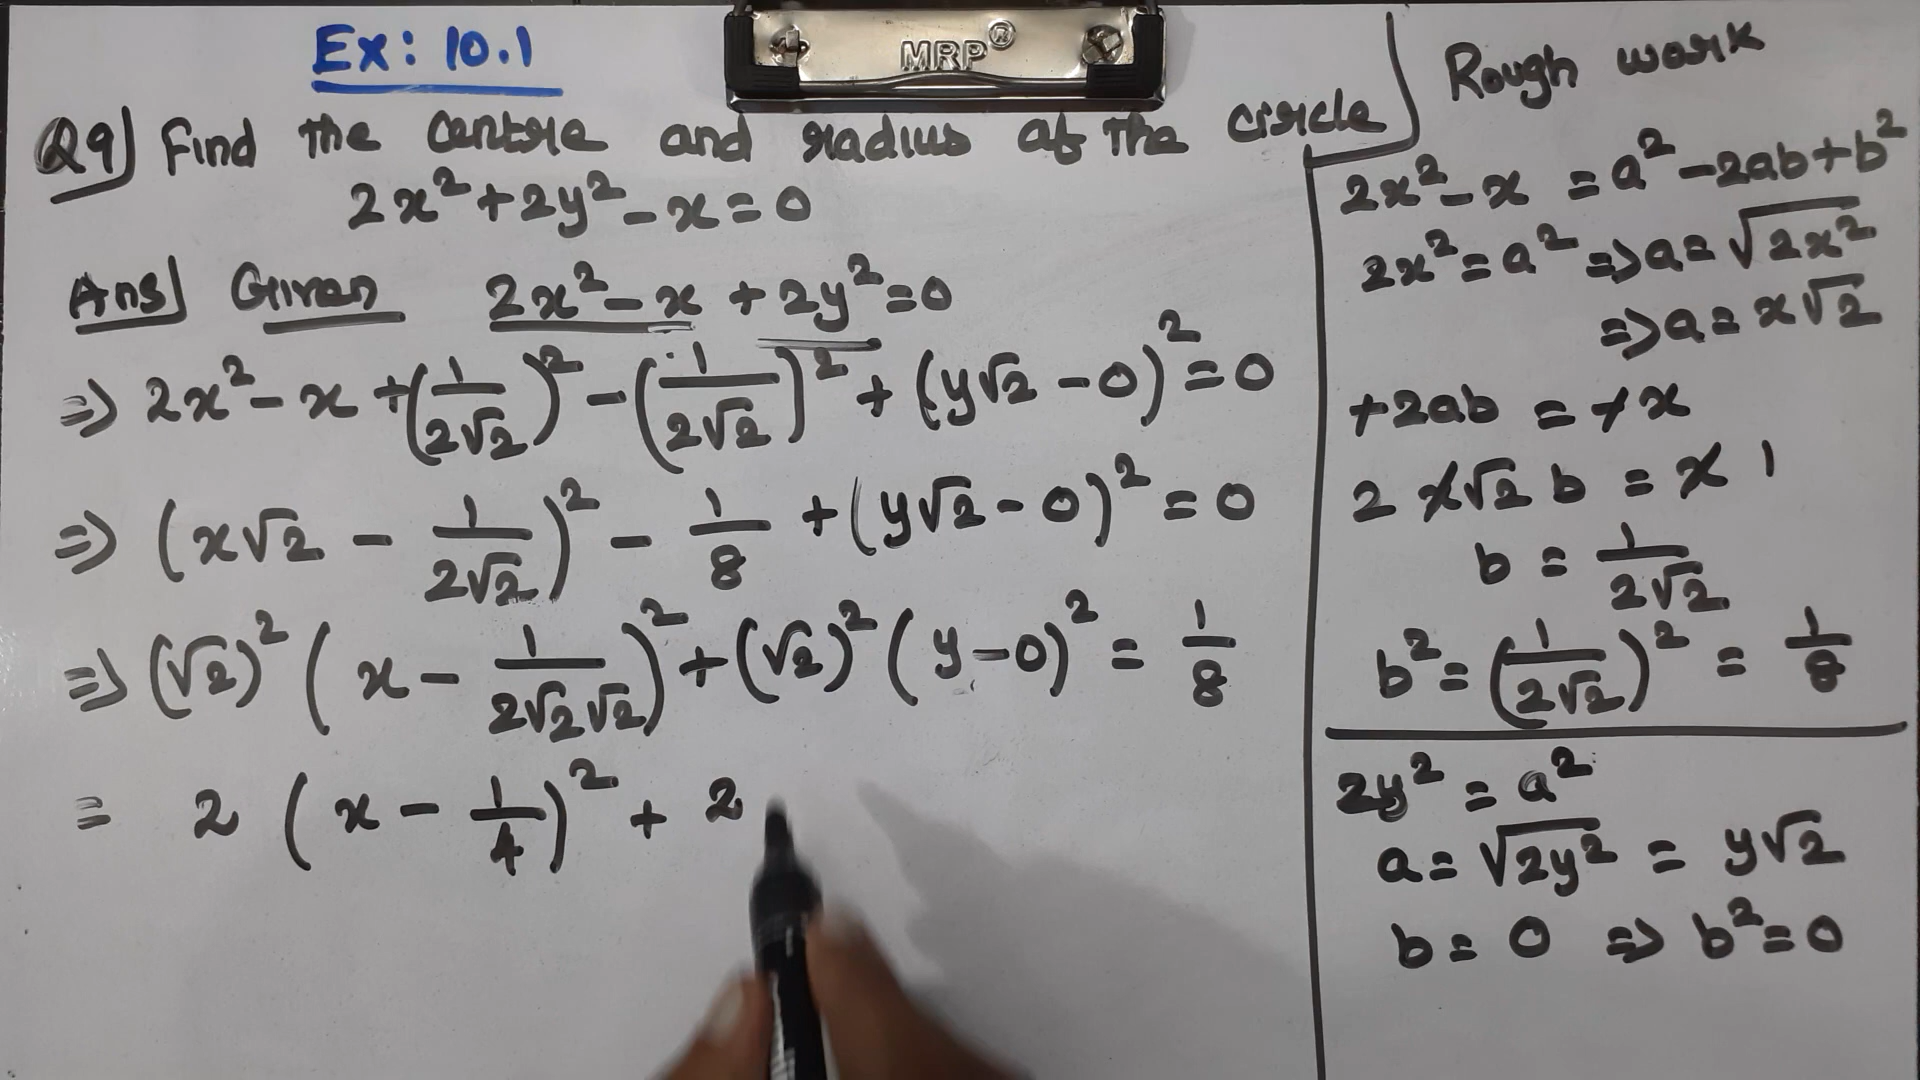 Ex: 10.1
MRP®
Q9) Find the centre and radius of the circle
2x² + 2y² - x = 0
Ans) Given 2x² - x + 2y² = 0
⇒ 2x² - x + (1/2√2)² - (1/2√2)² + (y√2 - 0)² = 0
⇒ (x√2 - 1/2√2)² - 1/8 + (y√2 - 0)² = 0
⇒ (√2)² (x - 1/2√2√2)² + (√2)² (y - 0)² = 1/8
= 2 (x - 1/4)² + 2
Rough work
2x² - x = a² - 2ab + b²
2x² = a² ⇒ a = √2x²
⇒ a = x√2
+2ab = +x
2 x√2 b = x 1
b = 1/2√2
b² = (1/2√2)² = 1/8
2y² = a²
a = √2y² = y√2
b = 0 ⇒ b² = 0